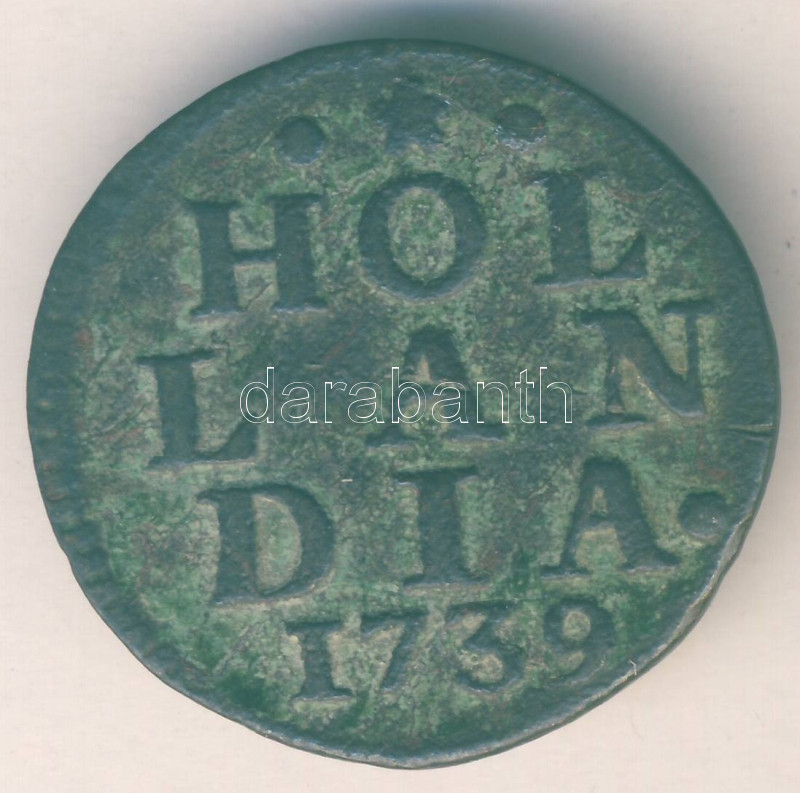 HOL
LAN
darabanth
DIA.
1739